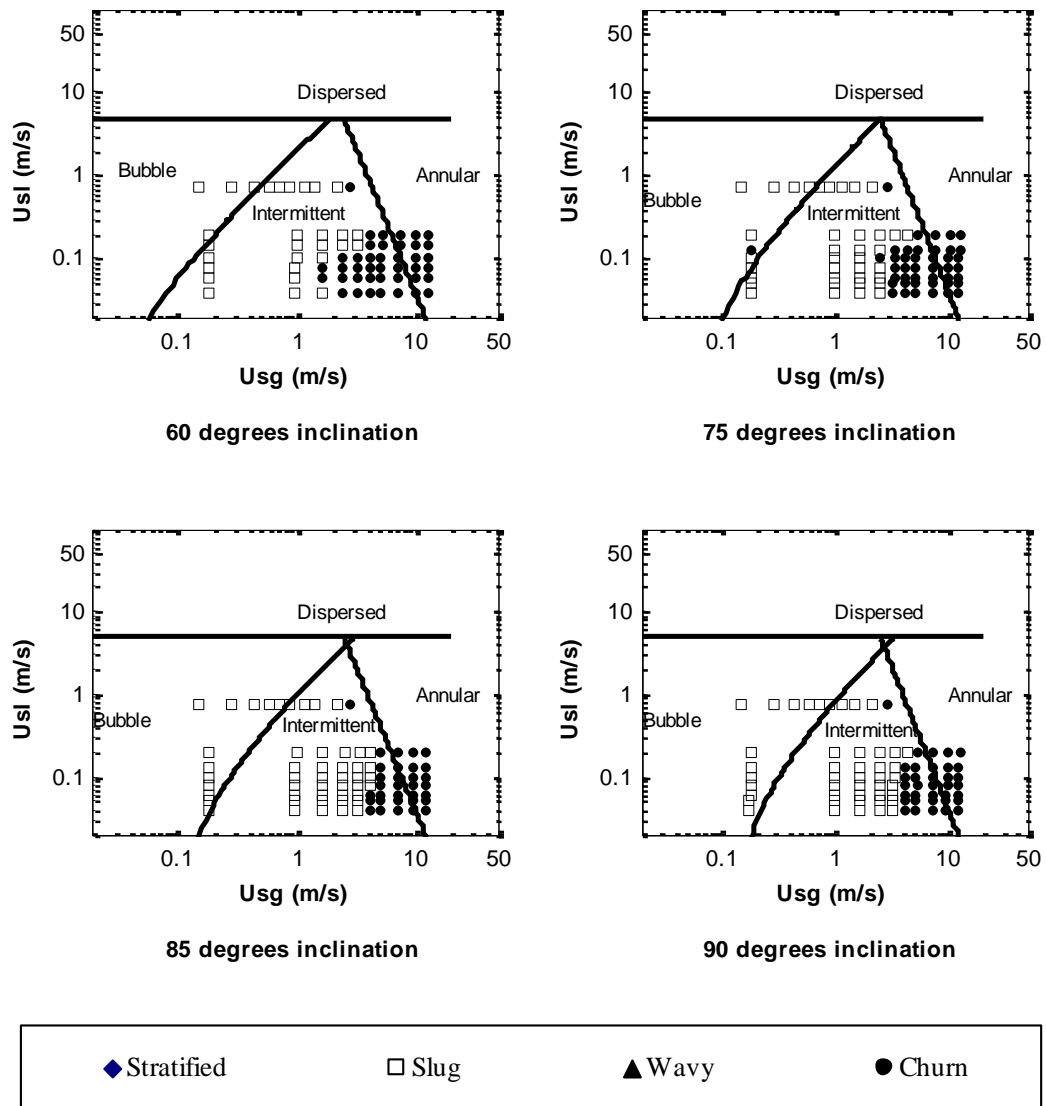 50
10
1
0.1
Usl (m/s)
Dispersed
Bubble
Annular
Intermittent
0.1 1 10 50
Usg (m/s)
60 degrees inclination
50
10
1
0.1
Usl (m/s)
Dispersed
Bubble
Annular
Intermittent
0.1 1 10 50
Usg (m/s)
75 degrees inclination
50
10
1
0.1
Usl (m/s)
Dispersed
Bubble
Annular
Intermittent
0.1 1 10 50
Usg (m/s)
85 degrees inclination
50
10
1
0.1
Usl (m/s)
Dispersed
Bubble
Annular
Intermittent
0.1 1 10 50
Usg (m/s)
90 degrees inclination
Stratified Slug Wavy Churn